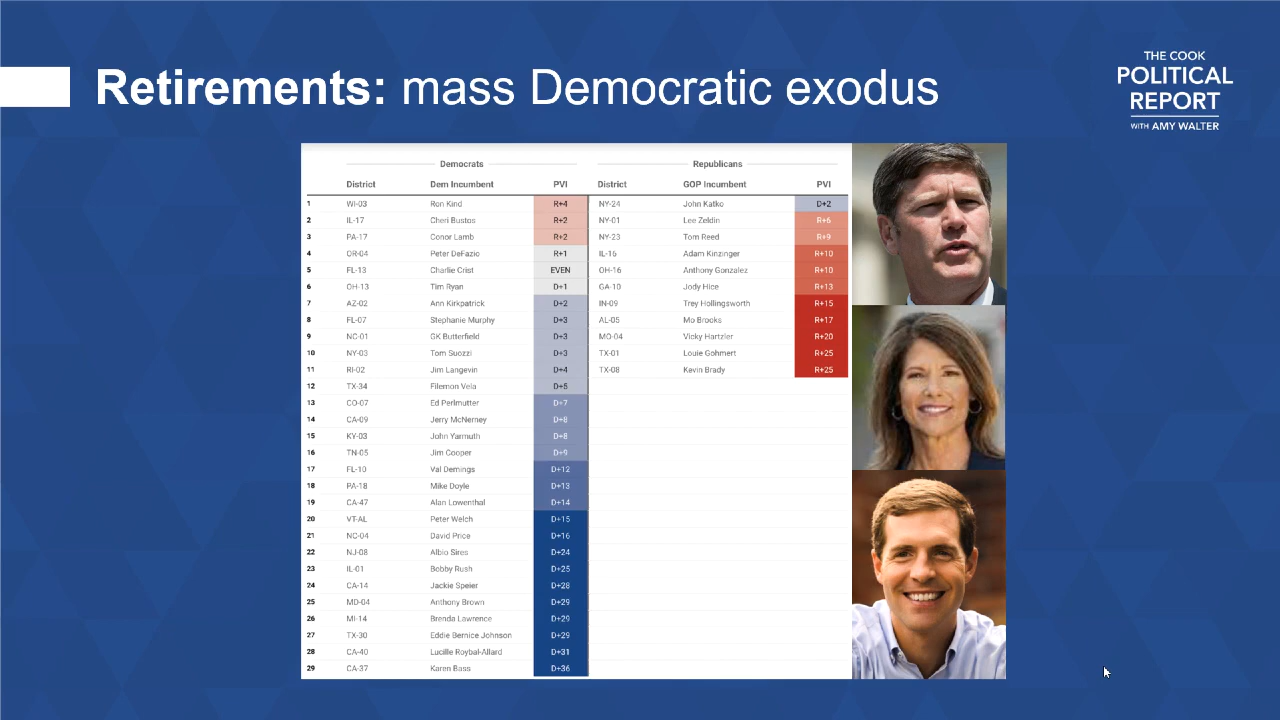 Retirements: mass Democratic exodus
THE COOK
POLITICAL
REPORT
WITH AMY WALTER
Democrats Republicans
District Dem Incumbent PVI District GOP Incumbent PVI
1 WI-03 Ron Kind R+4 NY-24 John Katko D+2
2 IL-17 Cheri Bustos R+2 NY-01 Lee Zeldin R+6
3 PA-17 Conor Lamb R+2 NY-23 Tom Reed R+9
4 OR-04 Peter DeFazio R+1 IL-16 Adam Kinzinger R+10
5 FL-13 Charlie Crist EVEN OH-16 Anthony Gonzalez R+10
6 OH-13 Tim Ryan D+1 GA-10 Jody Hice R+13
7 AZ-02 Ann Kirkpatrick D+2 IN-09 Trey Hollingsworth R+15
8 FL-07 Stephanie Murphy D+3 AL-05 Mo Brooks R+17
9 NC-01 GK Butterfield D+3 MO-04 Vicky Hartzler R+20
10 NY-03 Tom Suozzi D+3 TX-01 Louie Gohmert R+25
11 RI-02 Jim Langevin D+4 TX-08 Kevin Brady R+25
12 TX-34 Filemon Vela D+5
13 CO-07 Ed Perlmutter D+7
14 CA-09 Jerry McNerney D+8
15 KY-03 John Yarmuth D+8
16 TN-05 Jim Cooper D+9
17 FL-10 Val Demings D+12
18 PA-18 Mike Doyle D+13
19 CA-47 Alan Lowenthal D+14
20 VT-AL Peter Welch D+15
21 NC-04 David Price D+16
22 NJ-08 Albio Sires D+24
23 IL-01 Bobby Rush D+25
24 CA-14 Jackie Speier D+28
25 MD-04 Anthony Brown D+29
26 MI-14 Brenda Lawrence D+29
27 TX-30 Eddie Bernice Johnson D+29
28 CA-40 Lucille Roybal-Allard D+31
29 CA-37 Karen Bass D+36